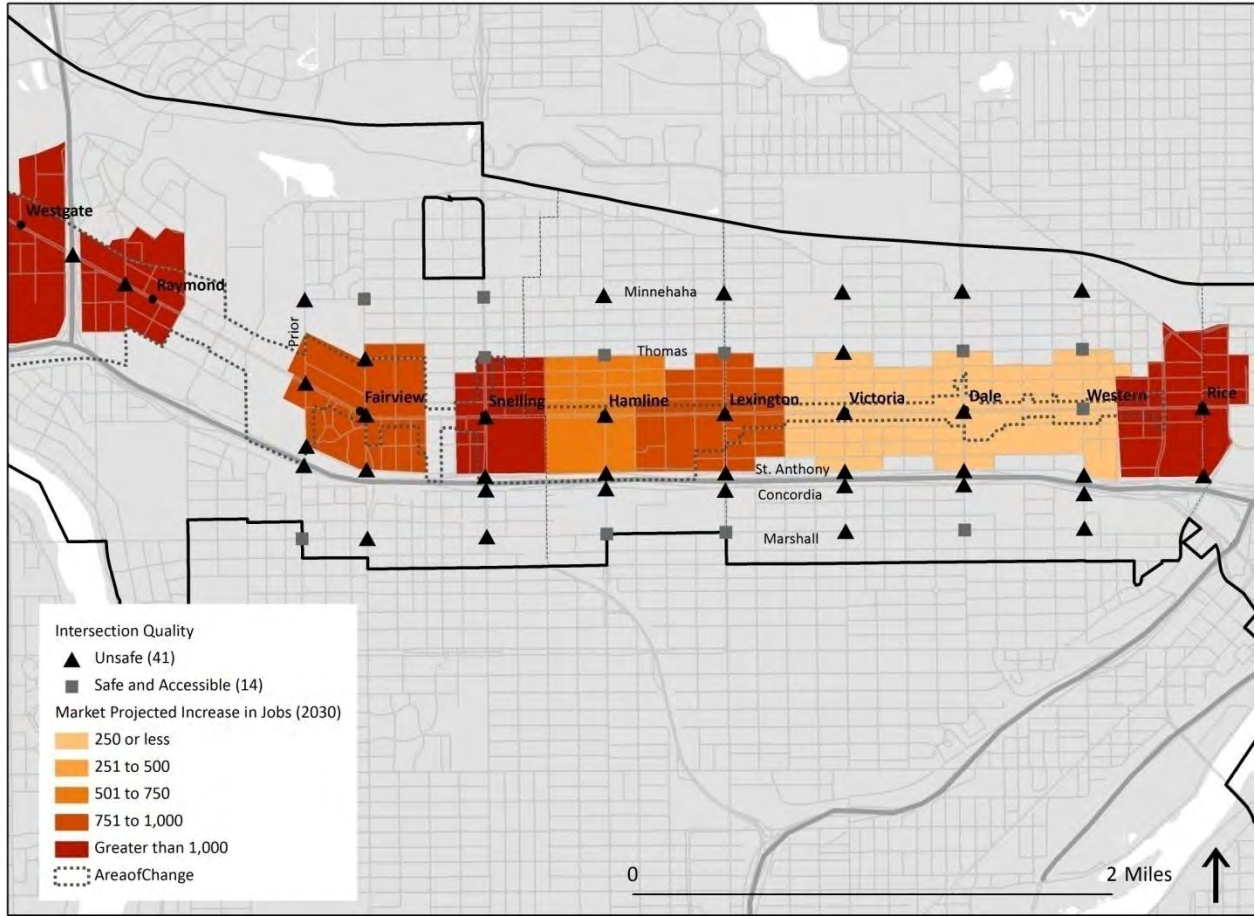 Westgate
Raymond
Minnehaha
Prior
Thomas
Fairview
Snelling
Hamline
Lexington
Victoria
Dale
Western
Rice
St. Anthony
Concordia
Marshall
Intersection Quality
Unsafe (41)
Safe and Accessible (14)
Market Projected Increase in Jobs (2030)
250 or less
251 to 500
501 to 750
751 to 1,000
Greater than 1,000
AreaofChange
0 2 Miles